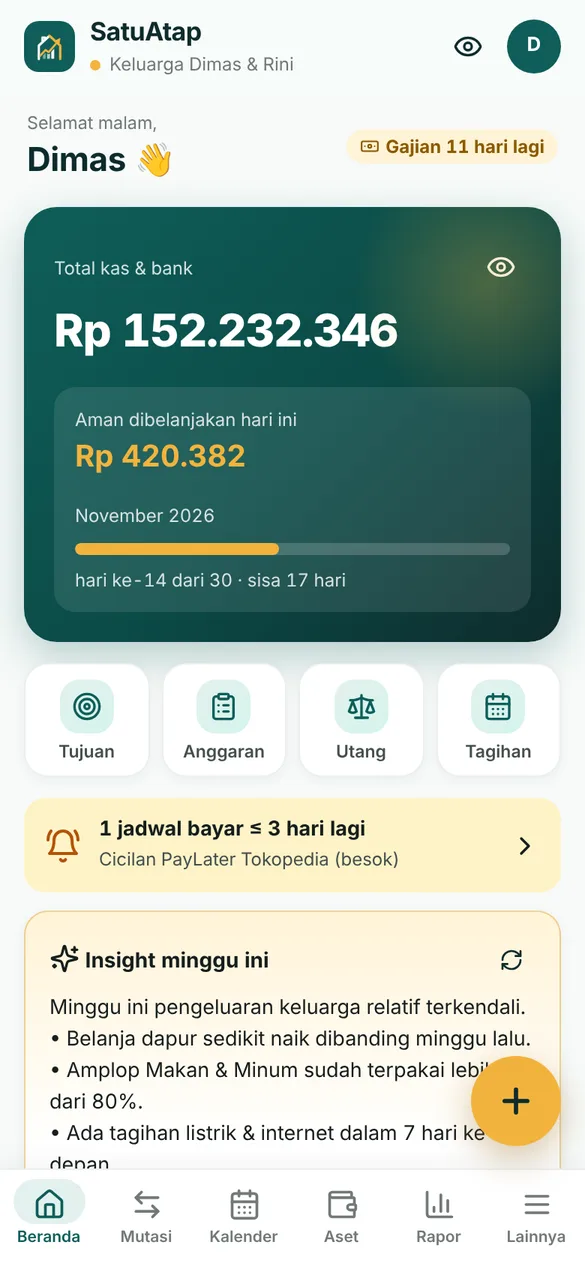 SatuAtap
Keluarga Dimas & Rini
D
Selamat malam,
Dimas 👋
Gajian 11 hari lagi
Total kas & bank
Rp 152.232.346
Aman dibelanjakan hari ini
Rp 420.382
November 2026
hari ke-14 dari 30 · sisa 17 hari
Tujuan
Anggaran
Utang
Tagihan
1 jadwal bayar ≤ 3 hari lagi
Cicilan PayLater Tokopedia (besok)
Insight minggu ini
Minggu ini pengeluaran keluarga relatif terkendali.
• Belanja dapur sedikit naik dibanding minggu lalu.
• Amplop Makan & Minum sudah terpakai lebi
dari 80%.
• Ada tagihan listrik & internet dalam 7 hari ke
depan
Beranda
Mutasi
Kalender
Aset
Rapor
Lainnya